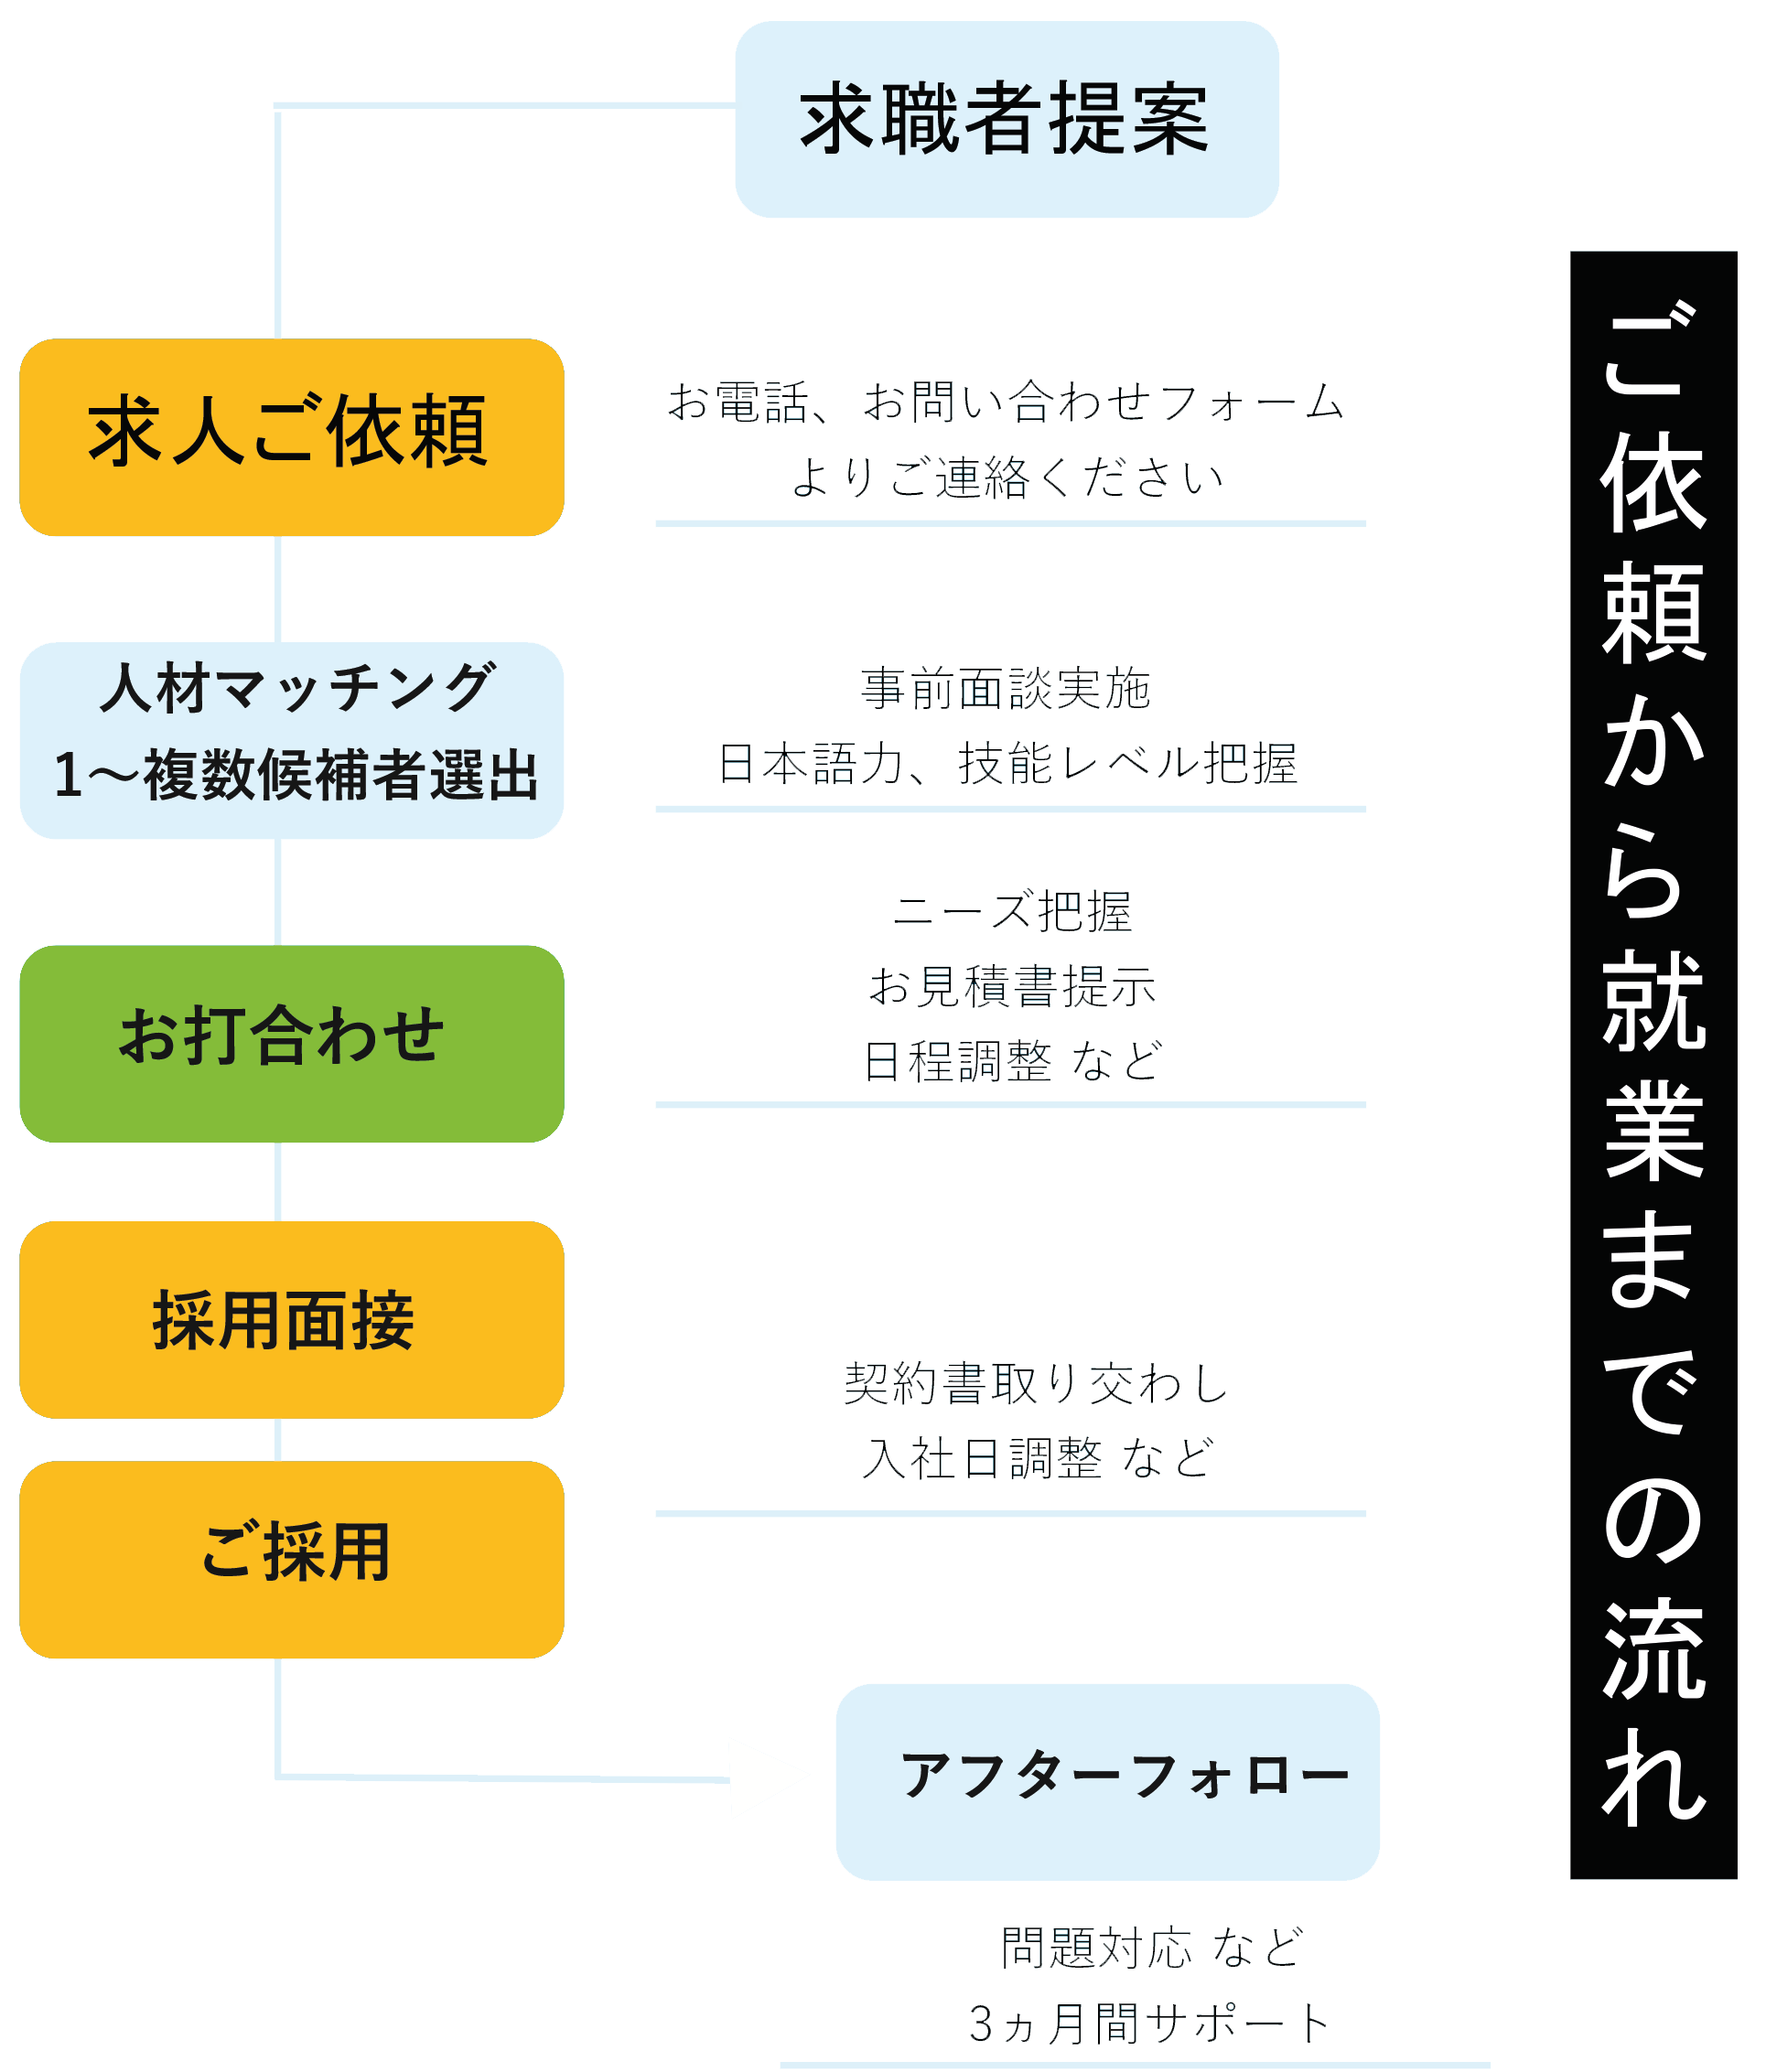 求職者提案
ご依頼から就業までの流れ
求人ご依頼
お電話、お問い合わせフォーム
よりご連絡ください
人材マッチング
1〜複数候補者選出
事前面談実施
日本語力、技能レベル把握
お打合わせ
ニーズ把握
お見積書提示
日程調整 など
採用面接
ご採用
契約書取り交わし
入社日調整 など
アフターフォロー
問題対応 など
3ヵ月間サポート